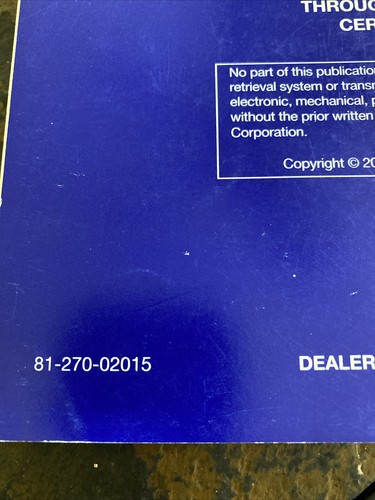 THROUG
CER
No part of this publication
retrieval system or transm
electronic, mechanical, p
without the prior written
Corporation.
Copyright © 20
81-270-02015
DEALER